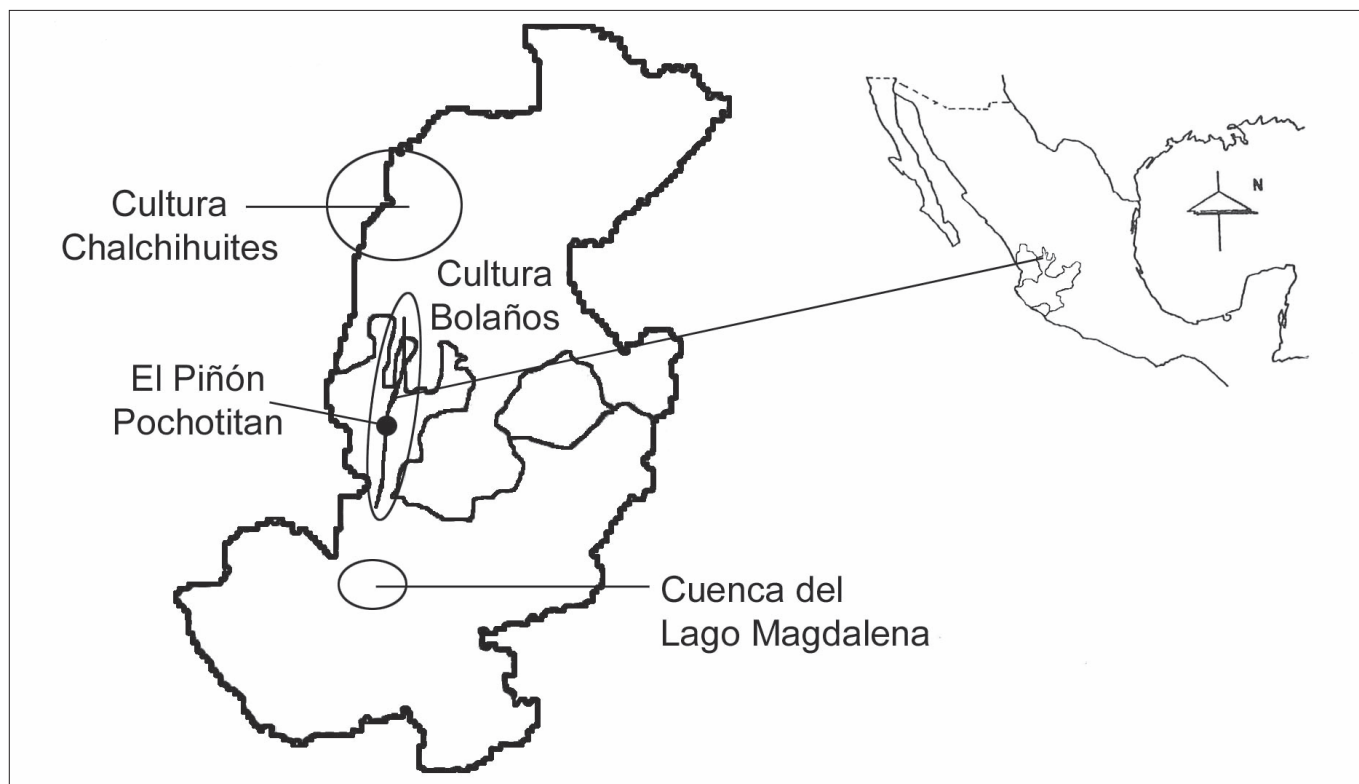 Cultura
Chalchihuites
Cultura
Bolaños
El Piñón
Pochotitan
Cuenca del
Lago Magdalena
N